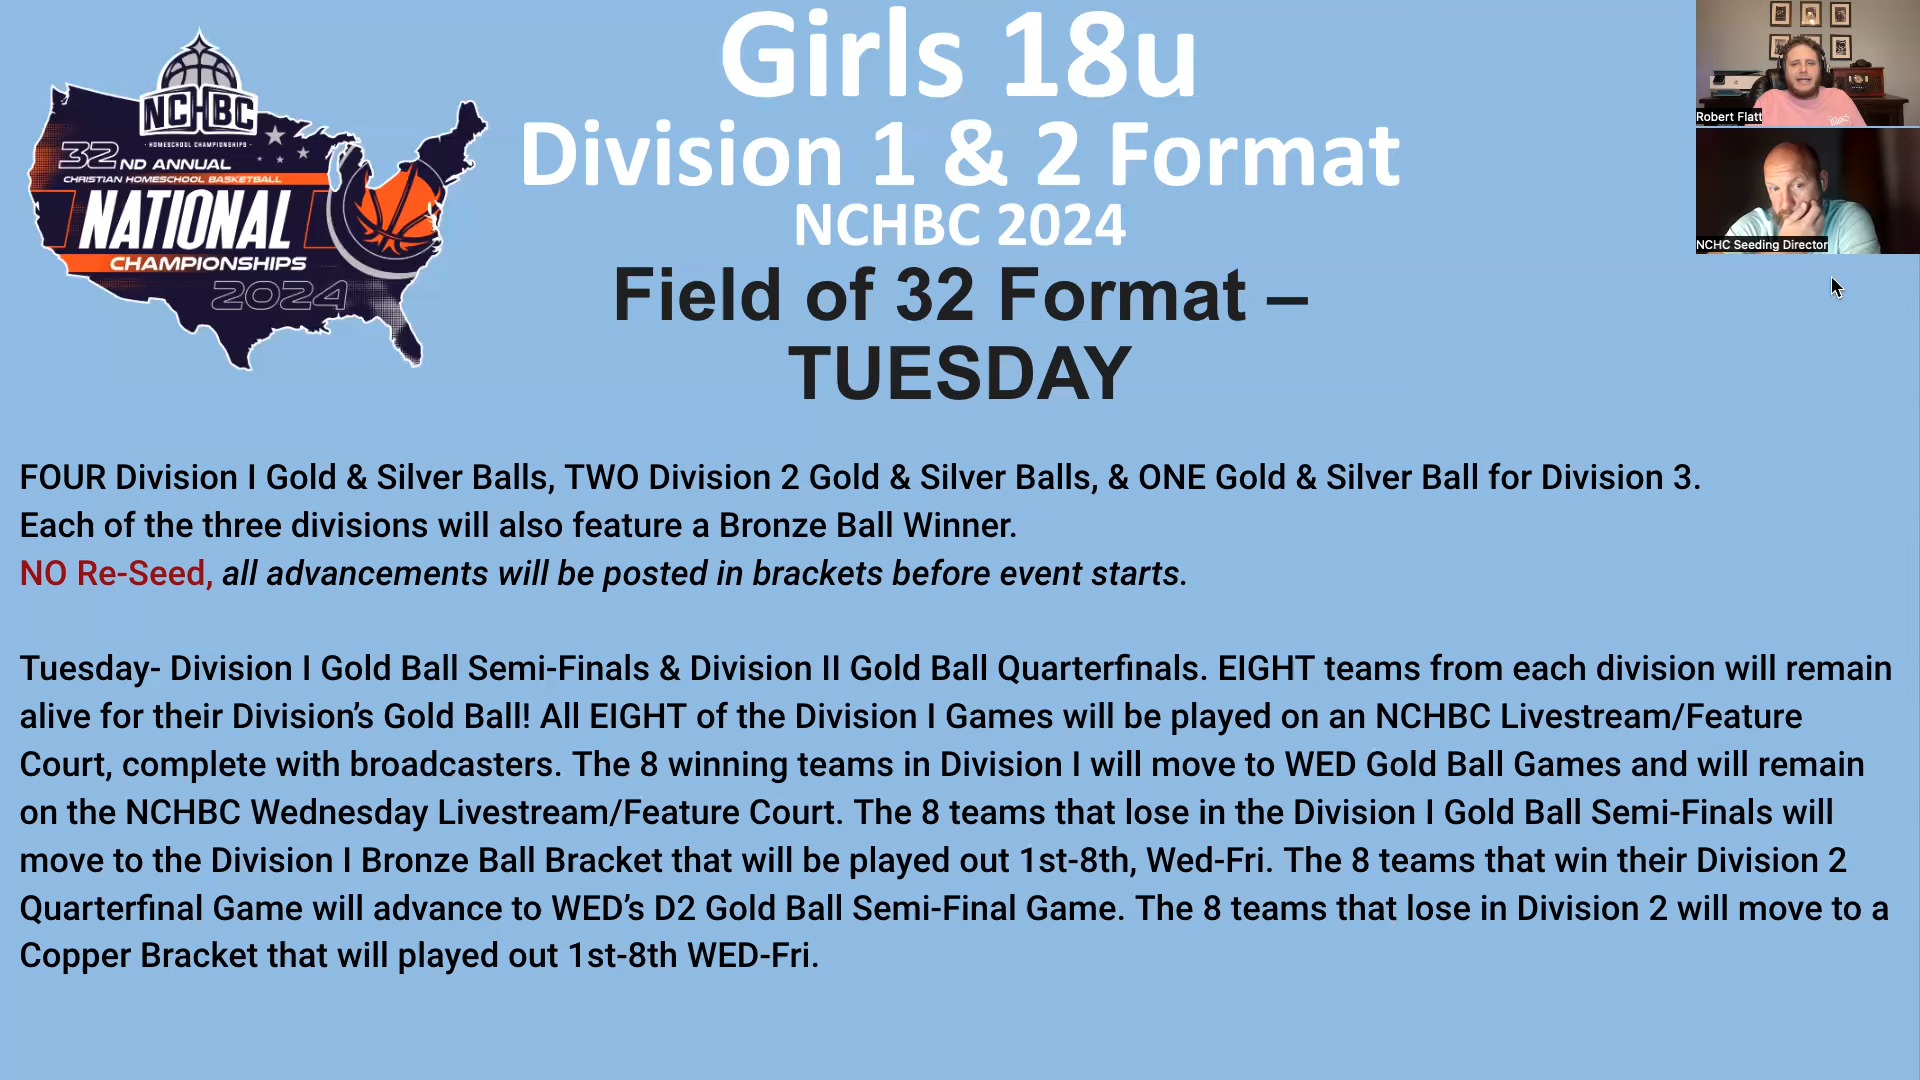 Girls 18u
Division 1 & 2 Format
NCHBC 2024
Field of 32 Format –
TUESDAY
NCHBC
- HOMESCHOOL CHAMPIONSHIPS -
32ND ANNUAL
CHRISTIAN HOMESCHOOL BASKETBALL
NATIONAL
CHAMPIONSHIPS
2024
Robert Flatt
NCHC Seeding Director
FOUR Division I Gold & Silver Balls, TWO Division 2 Gold & Silver Balls, & ONE Gold & Silver Ball for Division 3.
Each of the three divisions will also feature a Bronze Ball Winner.
NO Re-Seed, all advancements will be posted in brackets before event starts.
Tuesday- Division I Gold Ball Semi-Finals & Division II Gold Ball Quarterfinals. EIGHT teams from each division will remain
alive for their Division’s Gold Ball! All EIGHT of the Division I Games will be played on an NCHBC Livestream/Feature
Court, complete with broadcasters. The 8 winning teams in Division I will move to WED Gold Ball Games and will remain
on the NCHBC Wednesday Livestream/Feature Court. The 8 teams that lose in the Division I Gold Ball Semi-Finals will
move to the Division I Bronze Ball Bracket that will be played out 1st-8th, Wed-Fri. The 8 teams that win their Division 2
Quarterfinal Game will advance to WED’s D2 Gold Ball Semi-Final Game. The 8 teams that lose in Division 2 will move to a
Copper Bracket that will played out 1st-8th WED-Fri.